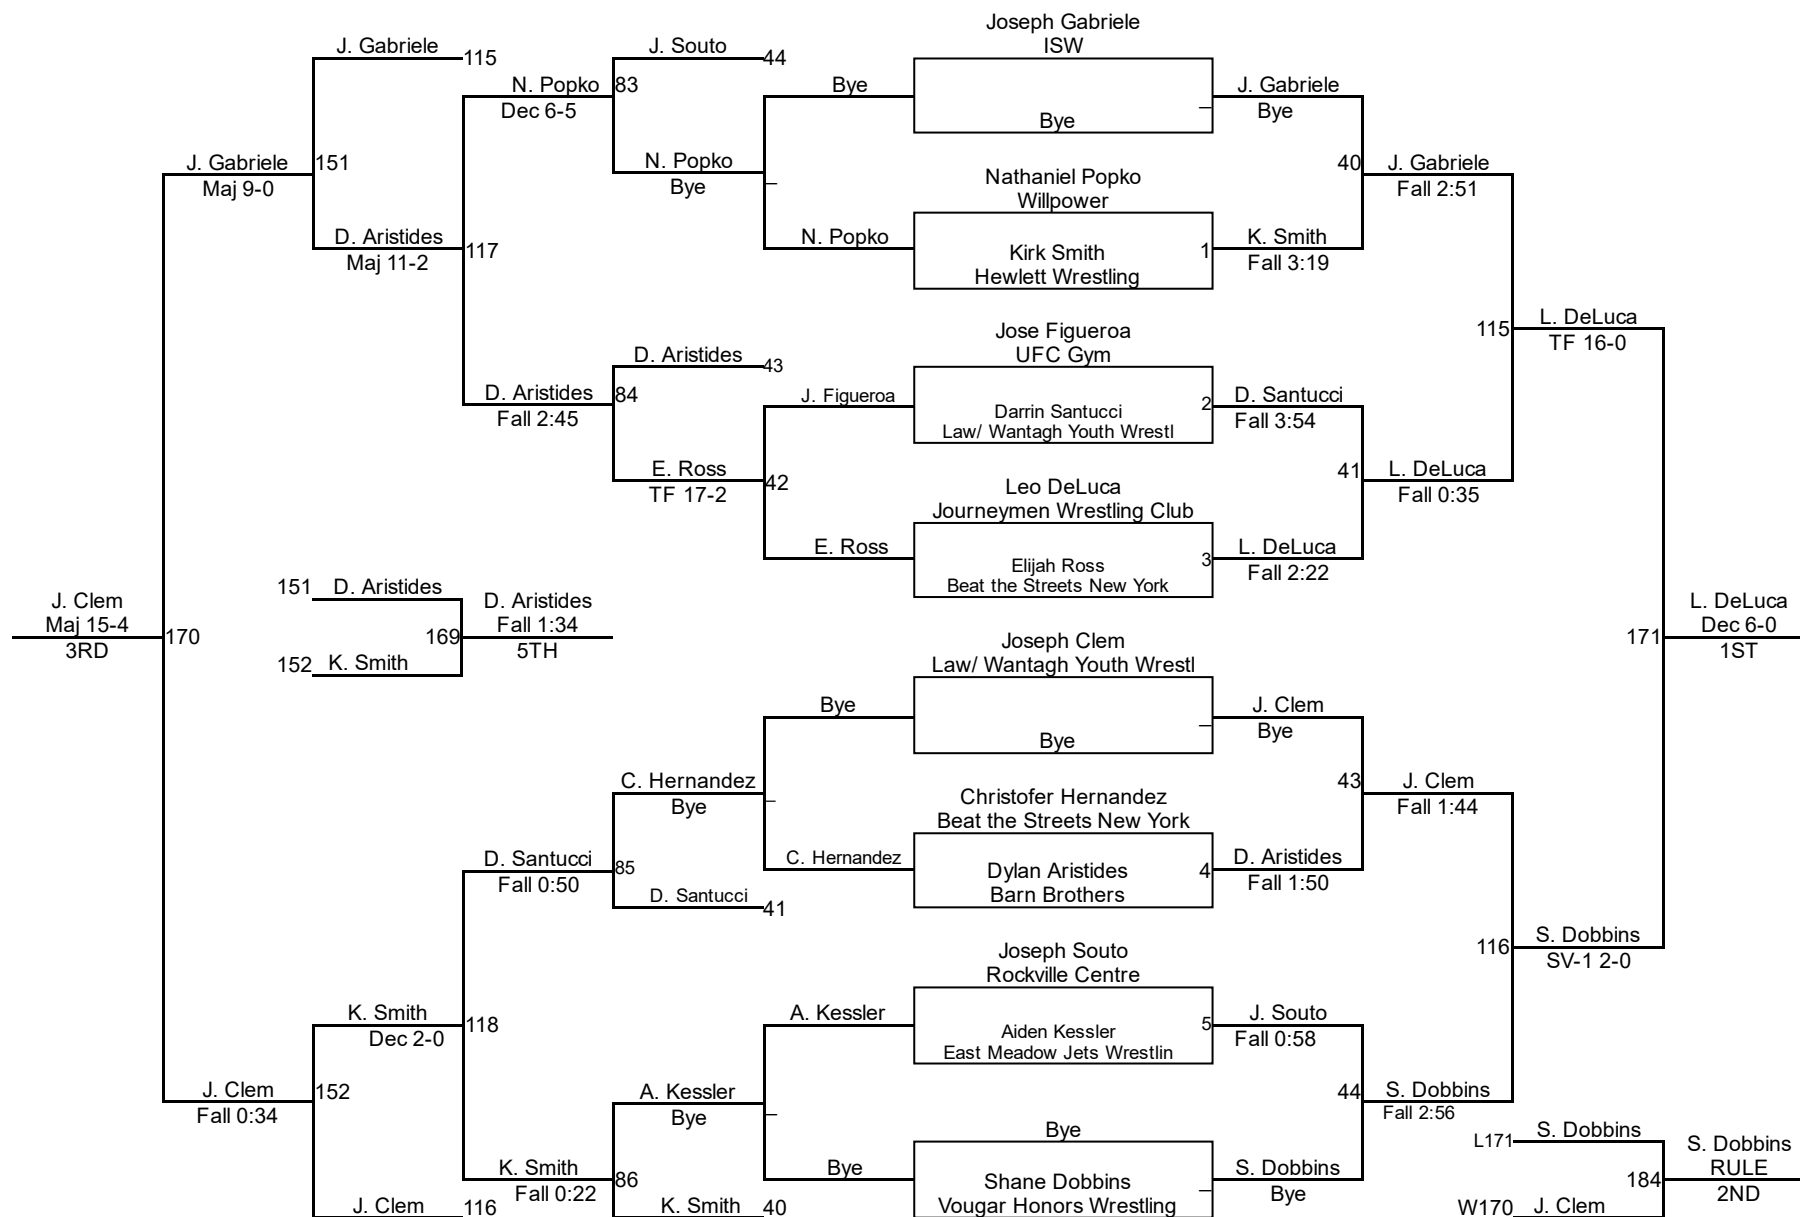 Joseph Gabriele
J. Gabriele
J. Souto
ISW
115
44
N. Popko
83
Bye
J. Gabriele
Dec 6-5
_
Bye
Bye
J. Gabriele
151
N. Popko
40
J. Gabriele
Maj 9-0
Bye
_
Nathaniel Popko
Fall 2:51
Willpower
D. Aristides
N. Popko
K. Smith
117
Kirk Smith
1
Maj 11-2
Fall 3:19
Hewlett Wrestling
Jose Figueroa
115
L. DeLuca
D. Aristides
UFC Gym
TF 16-0
43
D. Aristides
84
J. Figueroa
2
D. Santucci
Fall 2:45
Darrin Santucci
Fall 3:54
Law/ Wantagh Youth Wrestl
E. Ross
41
L. DeLuca
42
TF 17-2
Leo DeLuca
Fall 0:35
Journeymen Wrestling Club
E. Ross
L. DeLuca
Elijah Ross
3
Fall 2:22
151
D. Aristides
Beat the Streets New York
J. Clem
D. Aristides
L. DeLuca
Maj 15-4
Fall 1:34
Dec 6-0
170
169
Joseph Clem
171
3RD
5TH
1ST
152
K. Smith
Law/ Wantagh Youth Wrestl
Bye
J. Clem
_
Bye
Bye
C. Hernandez
43
J. Clem
Bye
_
Christofer Hernandez
Fall 1:44
Beat the Streets New York
D. Santucci
C. Hernandez
D. Aristides
85
Dylan Aristides
4
Fall 0:50
Fall 1:50
D. Santucci
Barn Brothers
41
116
S. Dobbins
Joseph Souto
SV-1 2-0
Rockville Centre
K. Smith
A. Kessler
J. Souto
118
Aiden Kessler
5
Dec 2-0
Fall 0:58
East Meadow Jets Wrestlin
J. Clem
152
A. Kessler
44
S. Dobbins
Fall 0:34
Bye
_
Fall 2:56
Bye
L171
S. Dobbins
S. Dobbins
K. Smith
Bye
S. Dobbins
RULE
86
Shane Dobbins
_
184
Fall 0:22
Bye
2ND
J. Clem
116
K. Smith
40
Vougar Honors Wrestling
W170
J. Clem